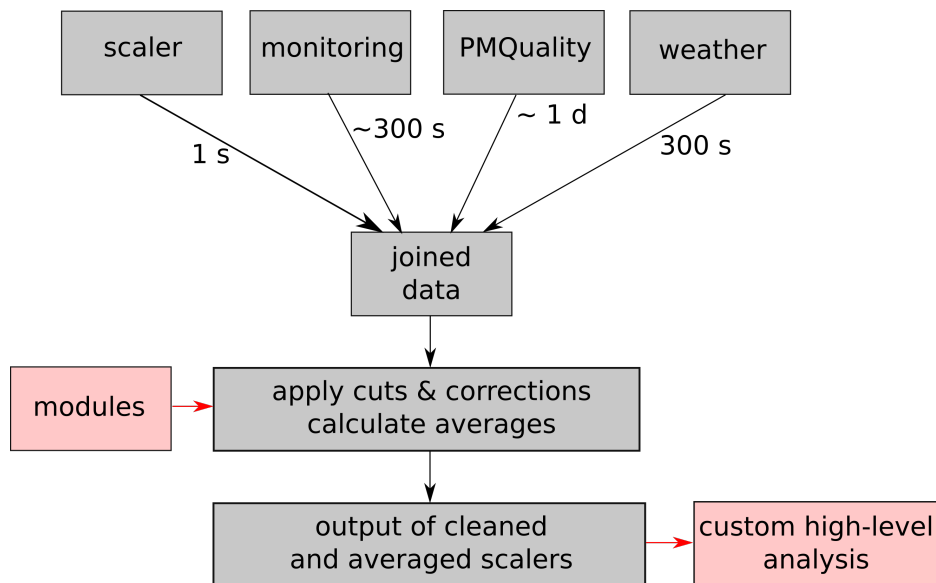 scaler
monitoring
PMQuality
weather
1 s
~300 s
~ 1 d
300 s
joined
data
modules
apply cuts & corrections
calculate averages
output of cleaned
and averaged scalers
custom high-level
analysis